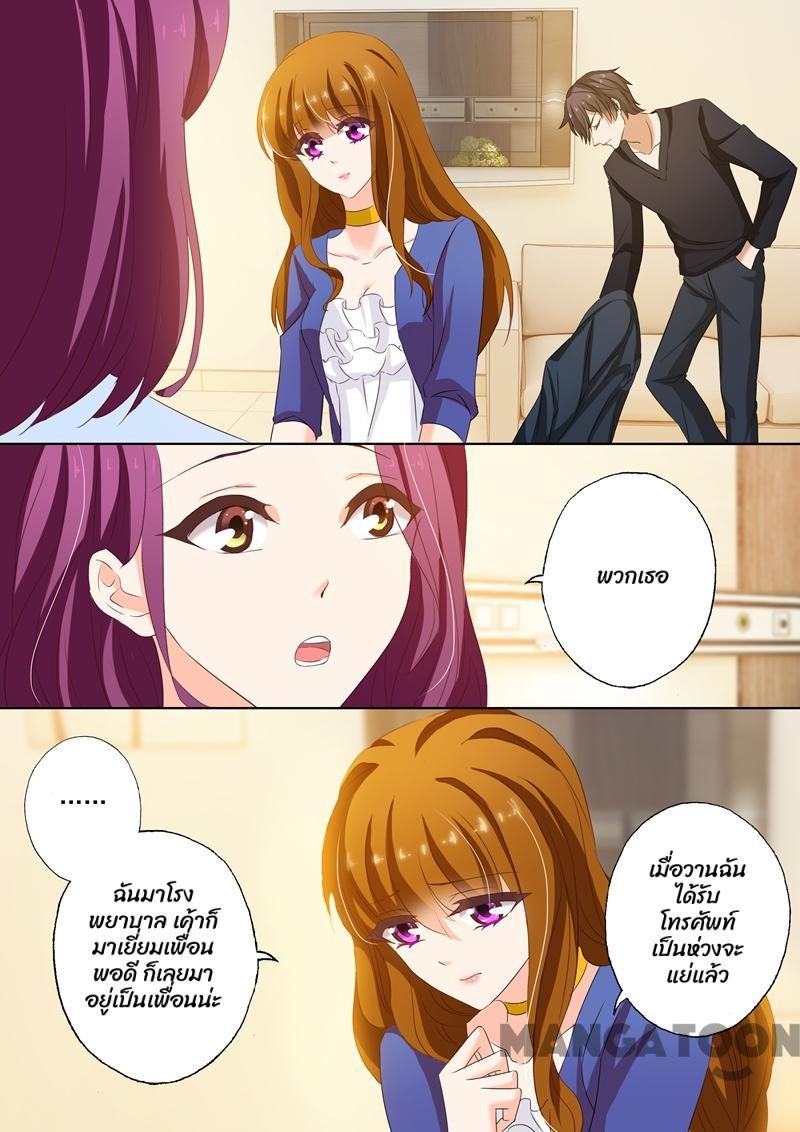 พวกเธอ
......
ฉันมาโรง
พยาบาล เค้าก็
มาเยี่ยมเพื่อน
พอดี ก็เลยมา
อยู่เป็นเพื่อนน่ะ
เมื่อวานฉัน
ได้รับ
โทรศัพท์
เป็นห่วงจะ
แย่แล้ว
MANGATOON